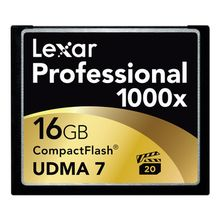 Lexar
Professional
1000x
16GB
CompactFlash®
UDMA 7
20